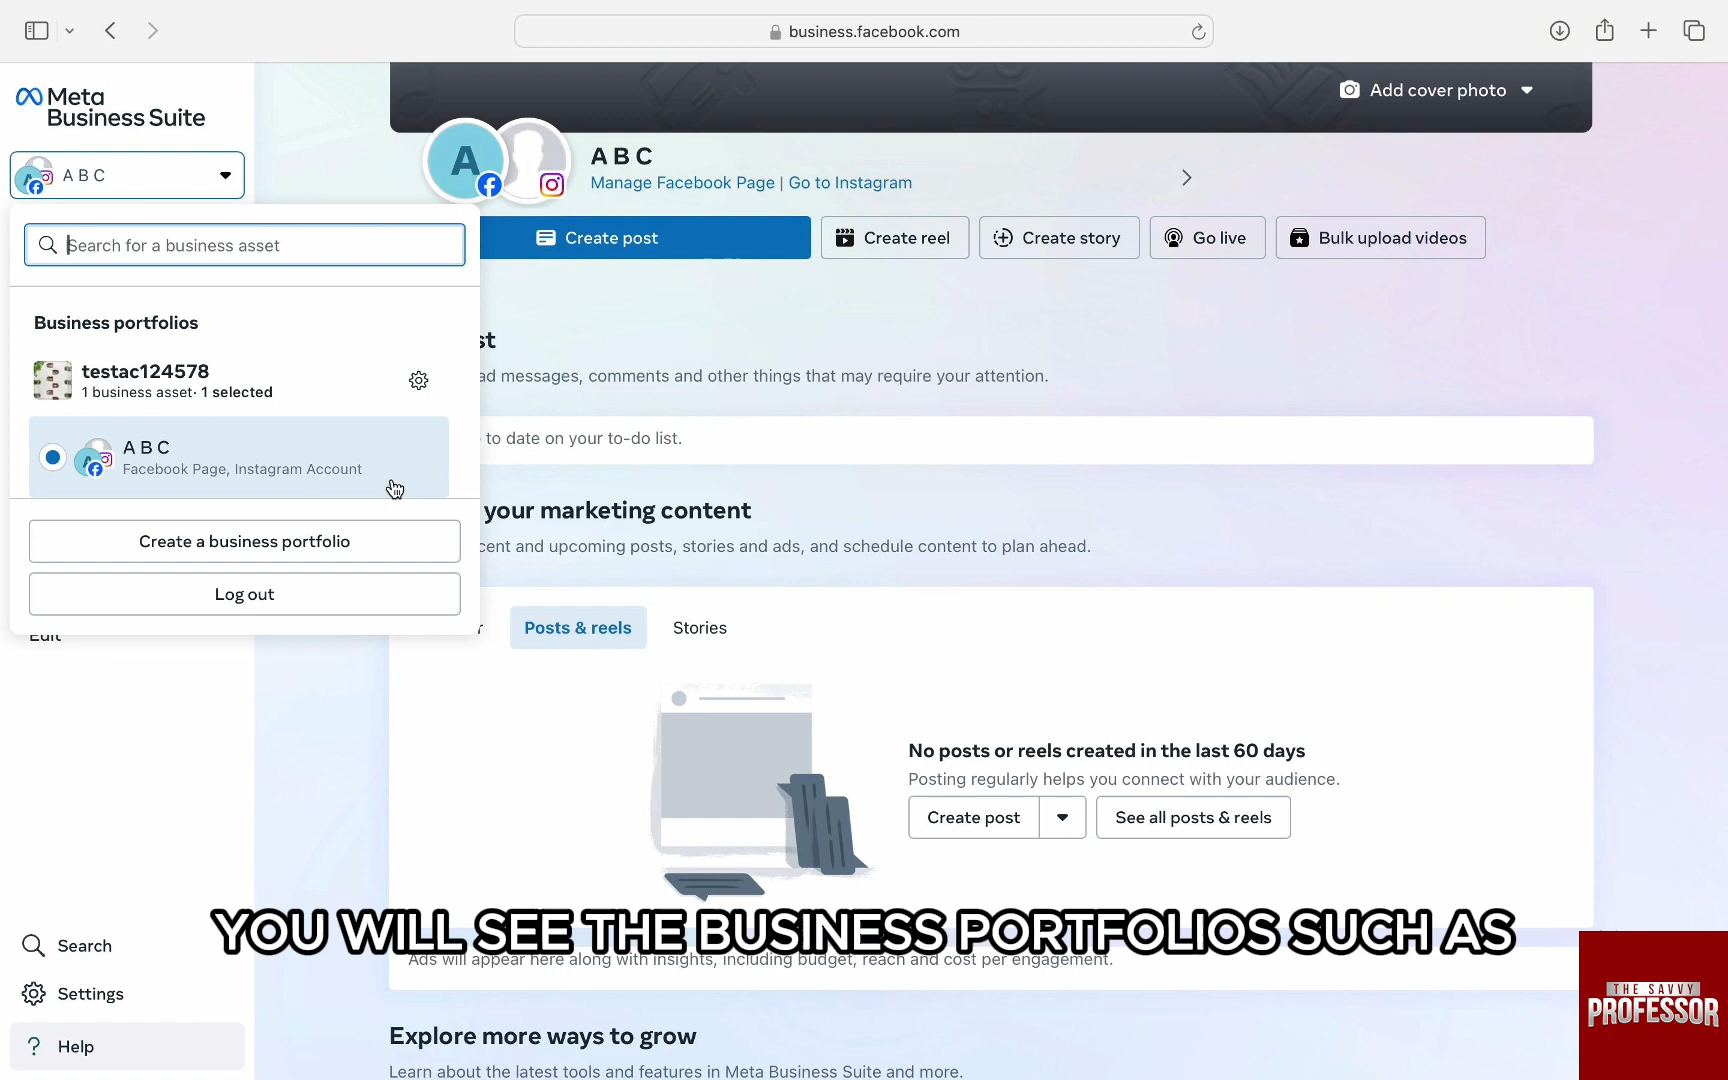 business.facebook.com
Meta
Business Suite
A B C
Search for a business asset
Business portfolios
testac124578
1 business asset· 1 selected
A B C
Facebook Page, Instagram Account
Create a business portfolio
Log out
Edit
Search
Settings
? Help
Add cover photo
A
A B C
Manage Facebook Page | Go to Instagram
Create post
Create reel
Create story
Go live
Bulk upload videos
st
ad messages, comments and other things that may require your attention.
to date on your to-do list.
your marketing content
cent and upcoming posts, stories and ads, and schedule content to plan ahead.
r
Posts & reels
Stories
No posts or reels created in the last 60 days
Posting regularly helps you connect with your audience.
Create post
See all posts & reels
YOU WILL SEE THE BUSINESS PORTFOLIOS SUCH AS
Ads will appear here along with insights, including budget, reach and cost per engagement.
Explore more ways to grow
Learn about the latest tools and features in Meta Business Suite and more.
THE SAVVY
PROFESSOR